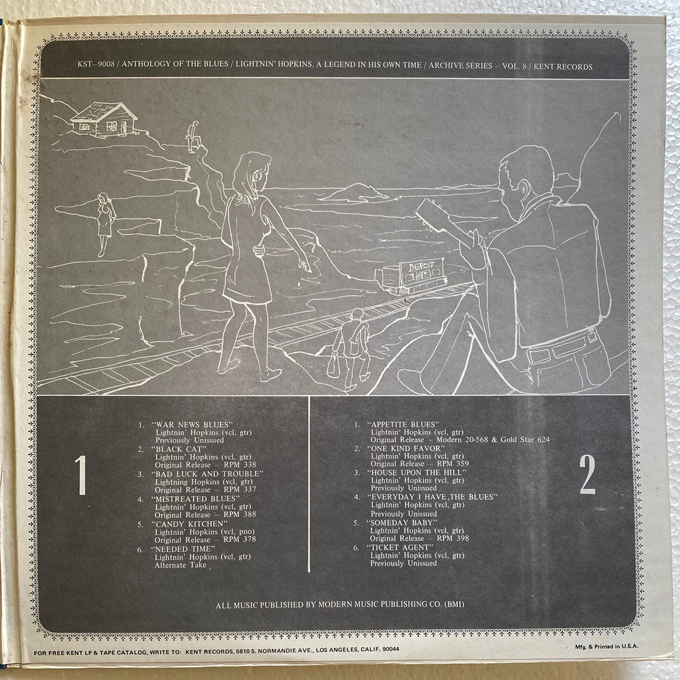 KST-9008 / ANTHOLOGY OF THE BLUES / LIGHTNIN' HOPKINS, A LEGEND IN HIS OWN TIME / ARCHIVE SERIES – VOL. 8 / KENT RECORDS
DEPOT
1
1. "WAR NEWS BLUES"
Lightnin' Hopkins (vcl, gtr)
Previously Unissued
2. "BLACK CAT"
Lightnin' Hopkins (vcl, gtr)
Original Release – RPM 338
3. "BAD LUCK AND TROUBLE"
Lightning Hopkins (vcl, gtr)
Original Release – RPM 337
4. "MISTREATED BLUES"
Lightnin' Hopkins (vcl, gtr)
Original Release – RPM 388
5. "CANDY KITCHEN"
Lightnin' Hopkins (vcl, pno)
Original Release – RPM 378
6. "NEEDED TIME"
Lightnin' Hopkins (vcl, gtr)
Alternate Take
1. "APPETITE BLUES"
Lightnin' Hopkins (vcl, gtr)
Original Release – Modern 20-568 & Gold Star 624
2. "ONE KIND FAVOR"
Lightnin' Hopkins (vcl, gtr)
Original Release – RPM 359
3. "HOUSE UPON THE HILL"
Lightnin' Hopkins (vcl, gtr)
Previously Unissued
4. "EVERYDAY I HAVE THE BLUES"
Lightnin' Hopkins (vcl, gtr)
Previously Unissued
5. "SOMEDAY BABY"
Lightnin' Hopkins (vcl, gtr)
Original Release – RPM 398
6. "TICKET AGENT"
Lightnin' Hopkins (vcl, gtr)
Previously Unissued
2
ALL MUSIC PUBLISHED BY MODERN MUSIC PUBLISHING CO. (BMI)
FOR FREE KENT LP & TAPE CATALOG, WRITE TO: KENT RECORDS, 5810 S. NORMANDIE AVE., LOS ANGELES, CALIF, 90044
Mfg. & Printed in U.S.A.